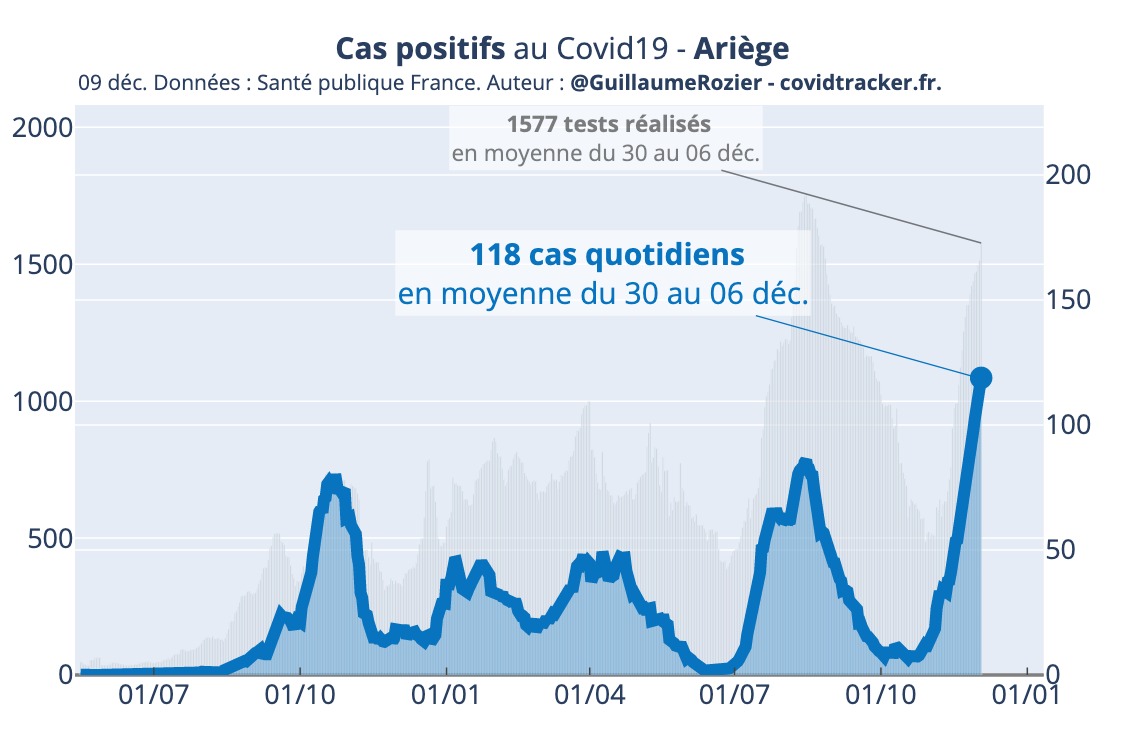 Cas positifs au Covid19 - Ariège
09 déc. Données : Santé publique France. Auteur : @GuillaumeRozier - covidtracker.fr.
2000
1500
1000
500
0
1577 tests réalisés
en moyenne du 30 au 06 déc.
118 cas quotidiens
en moyenne du 30 au 06 déc.
200
150
100
50
0
01/07 01/10 01/01 01/04 01/07 01/10 01/01